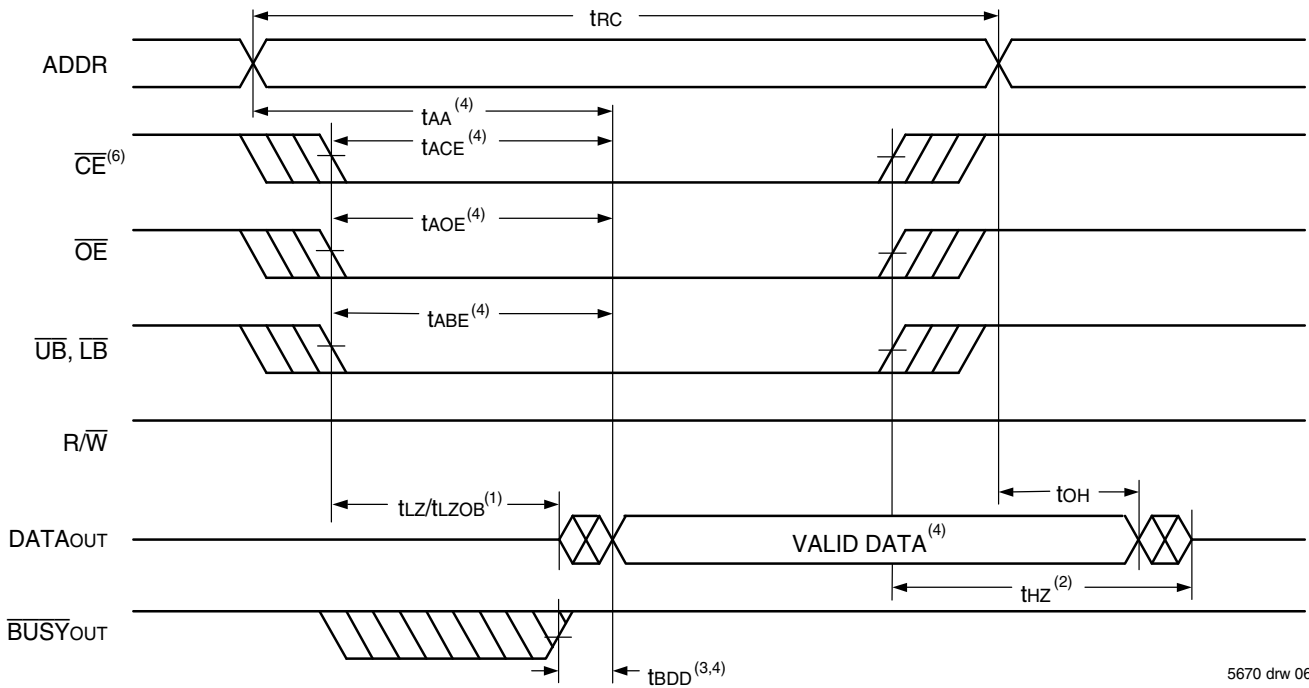 tRC
ADDR
tAA(4)
CE(6)
tACE(4)
OE
tAOE(4)
UB, LB
tABE(4)
R/W
tLZ/tLZOB(1)
tOH
DATAOUT
VALID DATA(4)
tHZ(2)
BUSYOUT
tBDD(3,4)
5670 drw 06